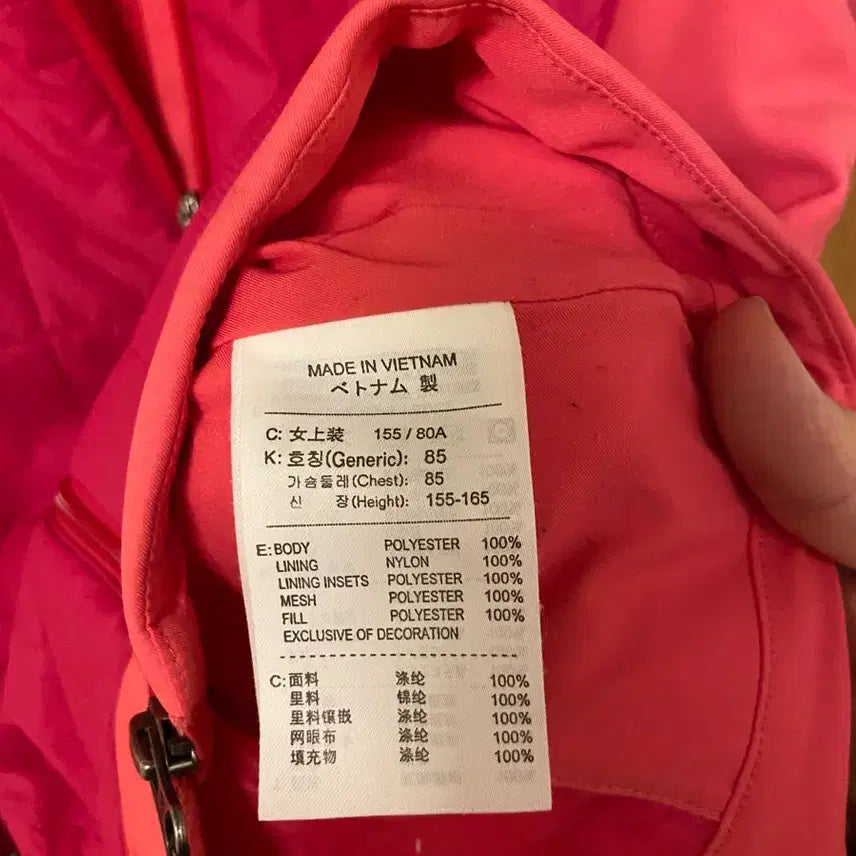 MADE IN VIETNAM
ベトナム 製
C: 女上装 155 / 80A
K: 호칭(Generic): 85
가슴둘레(Chest): 85
신 장(Height): 155-165
E: BODY POLYESTER 100%
LINING NYLON 100%
LINING INSETS POLYESTER 100%
MESH POLYESTER 100%
FILL POLYESTER 100%
EXCLUSIVE OF DECORATION
C: 面料 涤纶 100%
里料 锦纶 100%
里料镶嵌 涤纶 100%
网眼布 涤纶 100%
填充物 涤纶 100%